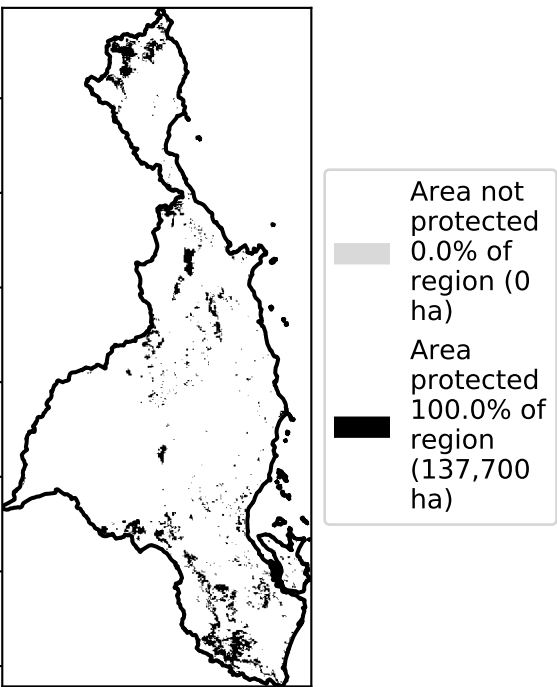 Area not
protected
0.0% of
region (0
ha)
Area
protected
100.0% of
region
(137,700
ha)